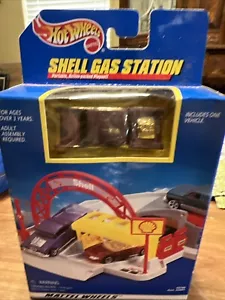 Hot Wheels
SHELL GAS STATION
FOR AGES
OVER 3 YEARS.
ADULT
ASSEMBLY
REQUIRED.
INCLUDES ONE
VEHICLE.
Shell
Shell
WARNING:
MATTEL WHEELS